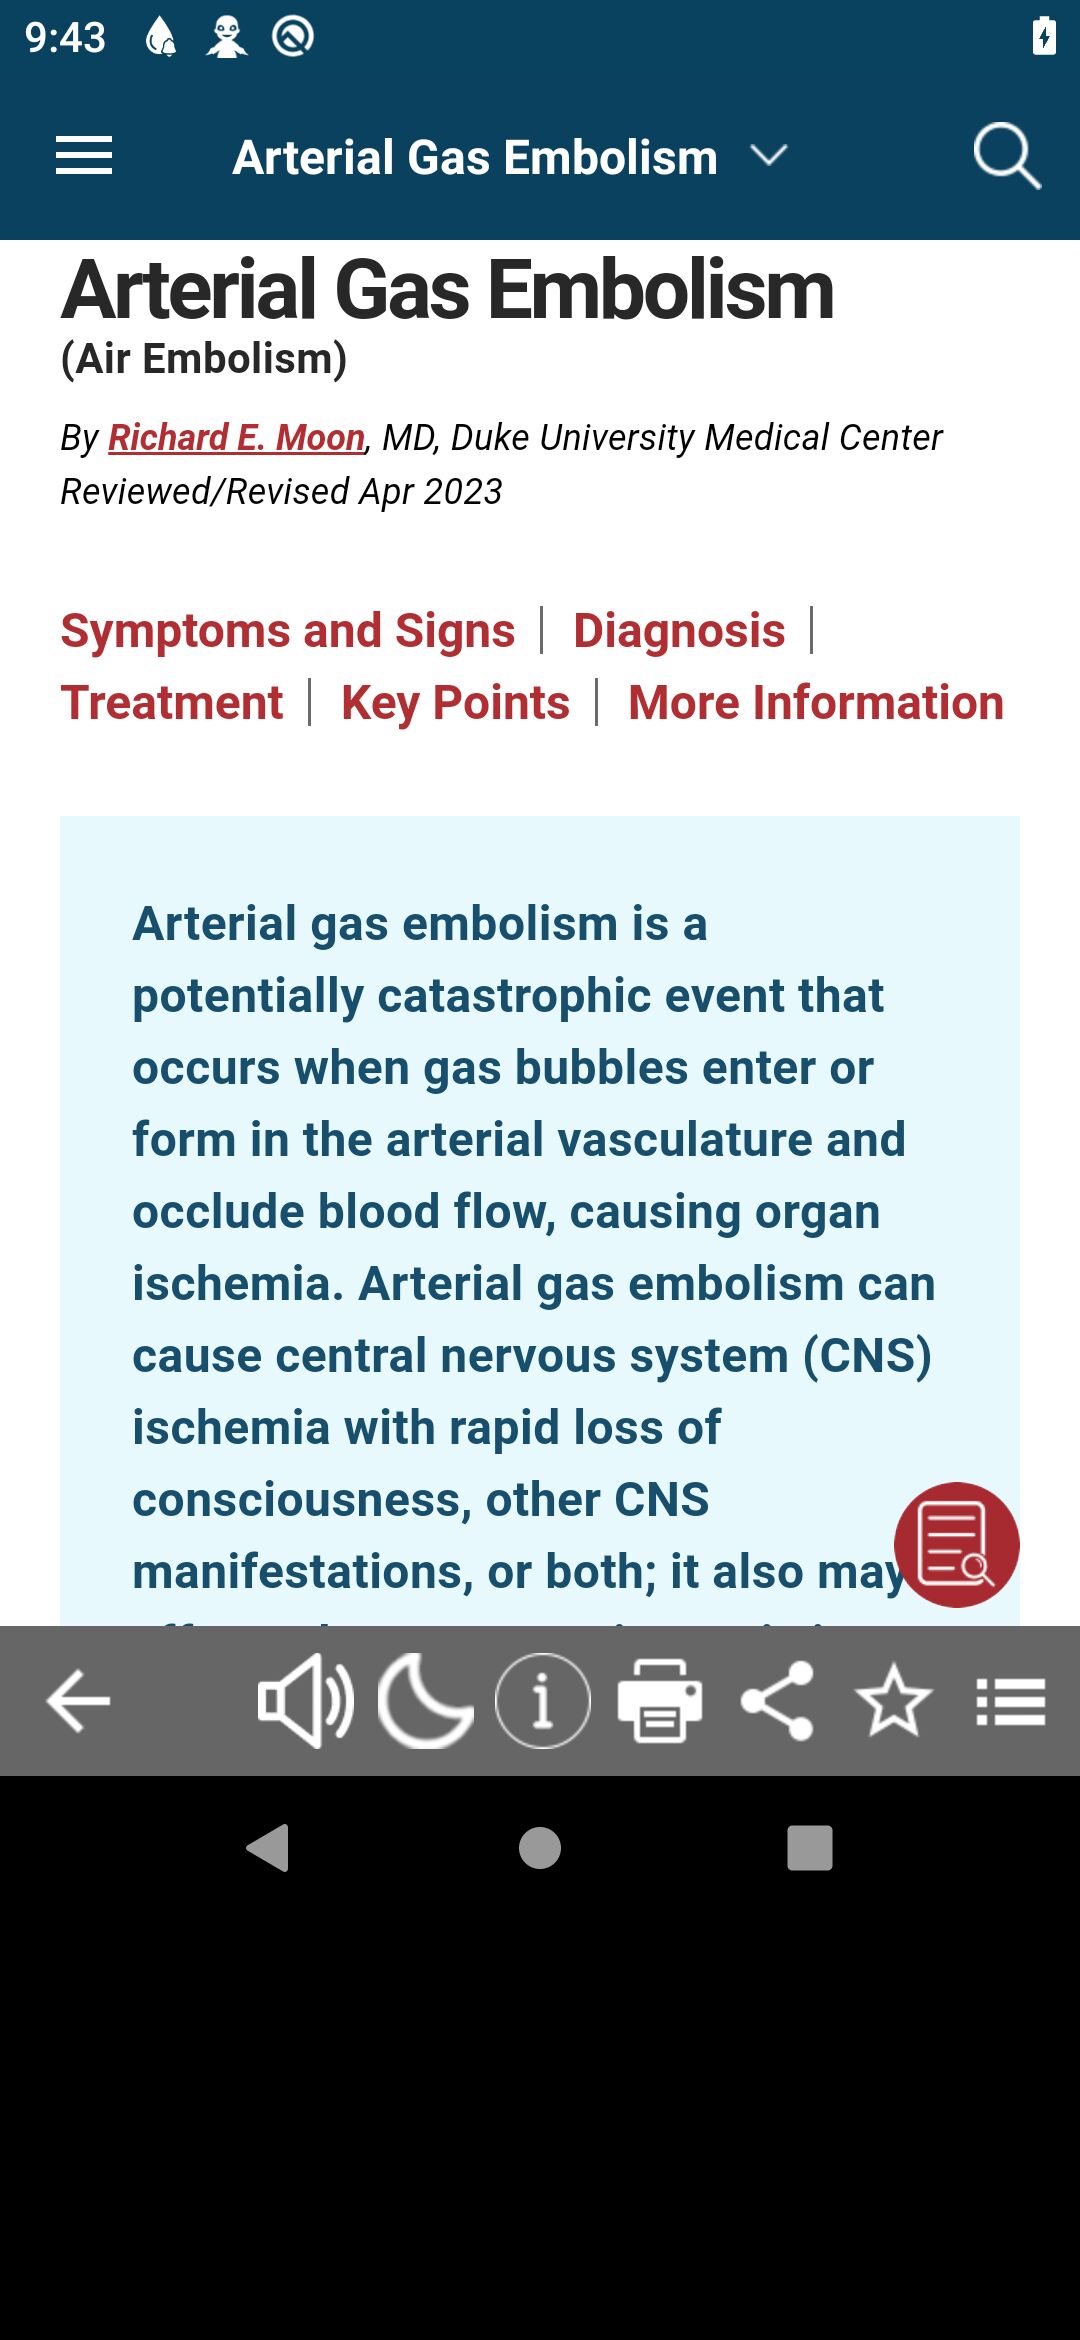 9:43
Arterial Gas Embolism
Arterial Gas Embolism
(Air Embolism)
By Richard E. Moon, MD, Duke University Medical Center
Reviewed/Revised Apr 2023
Symptoms and Signs | Diagnosis |
Treatment | Key Points | More Information
Arterial gas embolism is a
potentially catastrophic event that
occurs when gas bubbles enter or
form in the arterial vasculature and
occlude blood flow, causing organ
ischemia. Arterial gas embolism can
cause central nervous system (CNS)
ischemia with rapid loss of
consciousness, other CNS
manifestations, or both; it also may